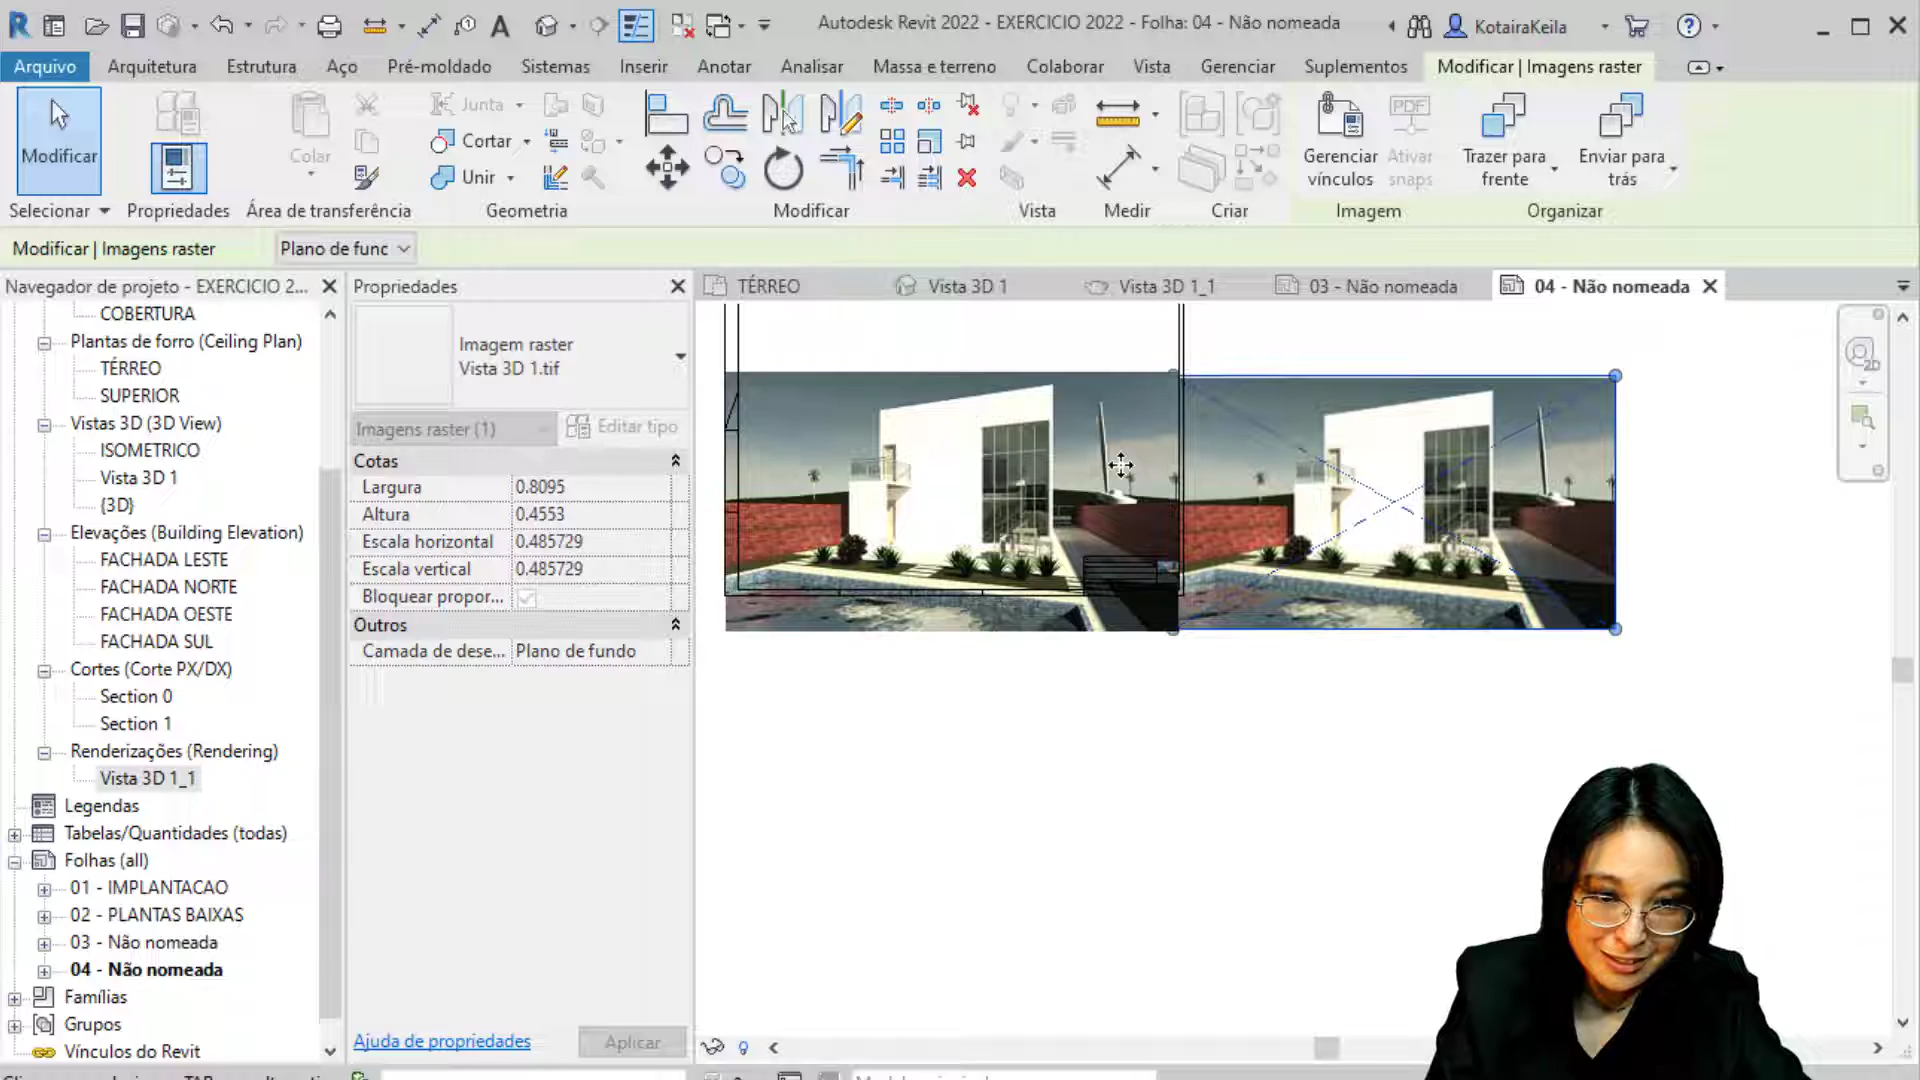 Autodesk Revit 2022 - EXERCICIO 2022 - Folha: 04 - Não nomeada
KotairaKeila
Arquivo Arquitetura Estrutura Aço Pré-moldado Sistemas Inserir Anotar Analisar Massa e terreno Colaborar Vista Gerenciar Suplementos Modificar | Imagens raster
Modificar
Colar
Junta
Cortar
Unir
Gerenciar vínculos
PDF
Ativar snaps
Trazer para frente
Enviar para trás
Selecionar Propriedades Área de transferência Geometria Modificar Vista Medir Criar Imagem Organizar
Modificar | Imagens raster Plano de func
Navegador de projeto - EXERCICIO 2...
COBERTURA
Plantas de forro (Ceiling Plan)
TÉRREO
SUPERIOR
Vistas 3D (3D View)
ISOMETRICO
Vista 3D 1
{3D}
Elevações (Building Elevation)
FACHADA LESTE
FACHADA NORTE
FACHADA OESTE
FACHADA SUL
Cortes (Corte PX/DX)
Section 0
Section 1
Renderizações (Rendering)
Vista 3D 1_1
Legendas
Tabelas/Quantidades (todas)
Folhas (all)
01 - IMPLANTACAO
02 - PLANTAS BAIXAS
03 - Não nomeada
04 - Não nomeada
Famílias
Grupos
Vínculos do Revit
Propriedades
Imagem raster
Vista 3D 1.tif
Imagens raster (1) Editar tipo
Cotas
Largura 0.8095
Altura 0.4553
Escala horizontal 0.485729
Escala vertical 0.485729
Bloquear propor...
Outros
Camada de dese... Plano de fundo
Ajuda de propriedades Aplicar
TÉRREO Vista 3D 1 Vista 3D 1_1 03 - Não nomeada 04 - Não nomeada
2D